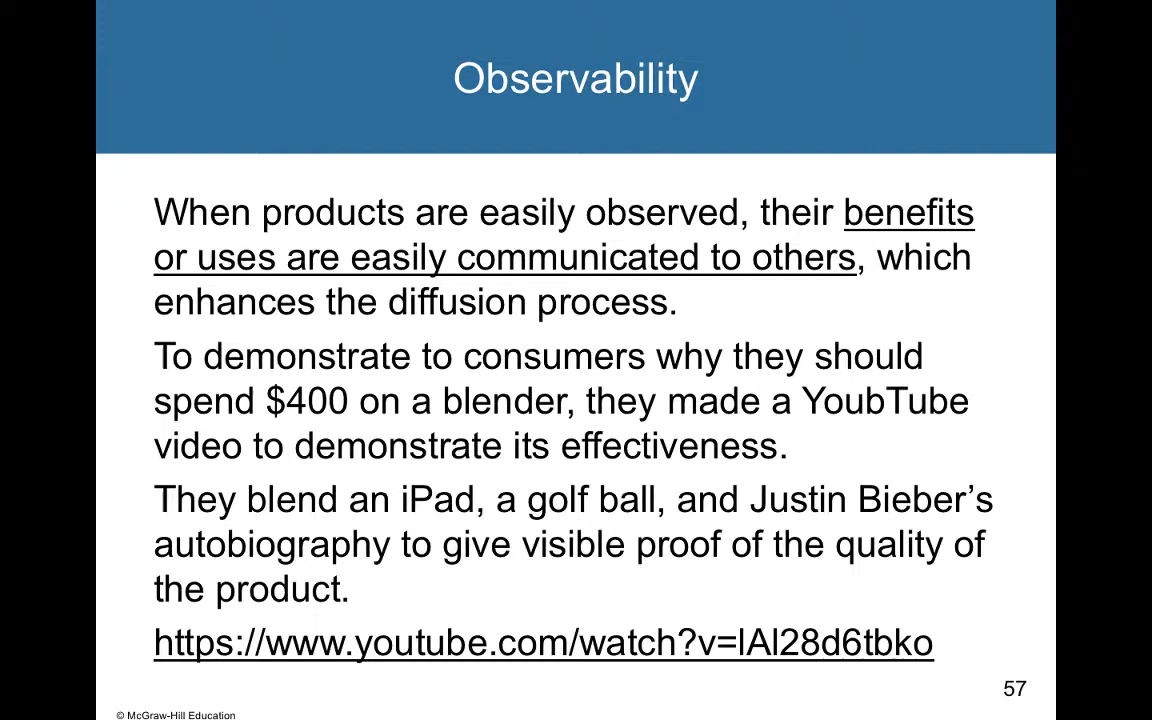 Observability
When products are easily observed, their benefits
or uses are easily communicated to others, which
enhances the diffusion process.
To demonstrate to consumers why they should
spend $400 on a blender, they made a YoubTube
video to demonstrate its effectiveness.
They blend an iPad, a golf ball, and Justin Bieber’s
autobiography to give visible proof of the quality of
the product.
https://www.youtube.com/watch?v=lAl28d6tbko
57
© McGraw-Hill Education